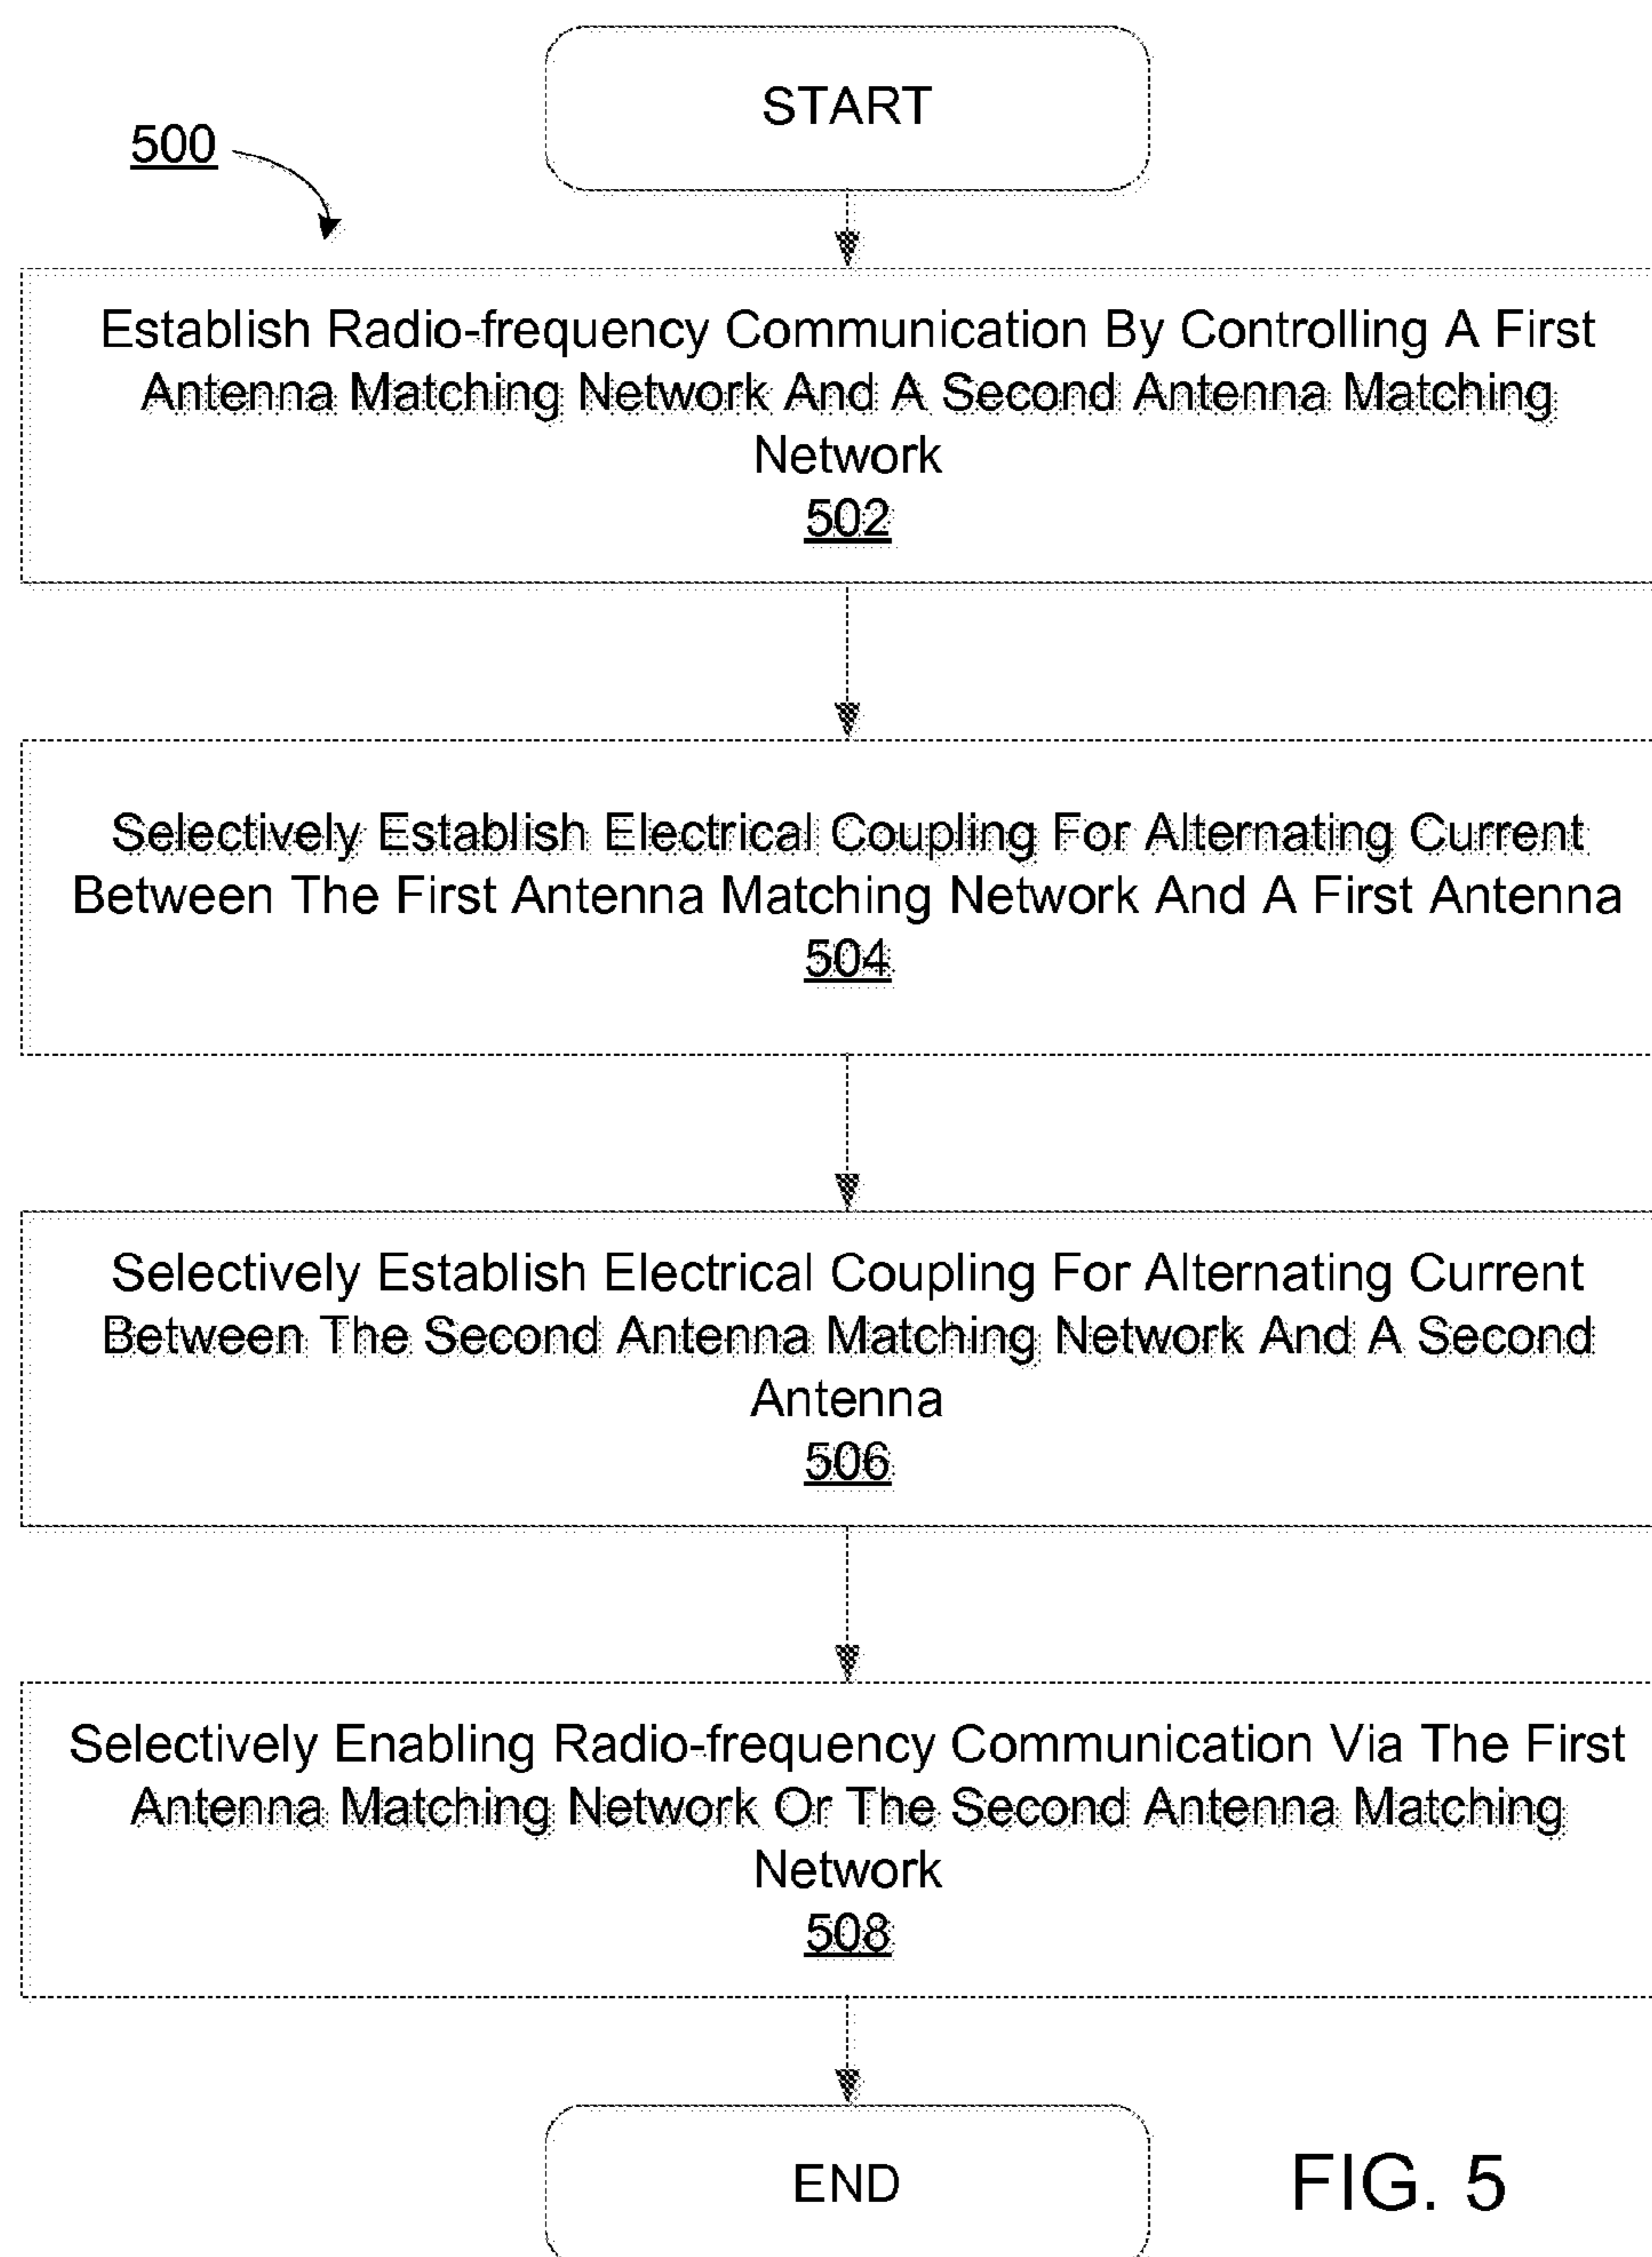 START
500
Establish Radio-frequency Communication By Controlling A First
Antenna Matching Network And A Second Antenna Matching
Network
502
Selectively Establish Electrical Coupling For Alternating Current
Between The First Antenna Matching Network And A First Antenna
504
Selectively Establish Electrical Coupling For Alternating Current
Between The Second Antenna Matching Network And A Second
Antenna
506
Selectively Enabling Radio-frequency Communication Via The First
Antenna Matching Network Or The Second Antenna Matching
Network
508
END
FIG. 5